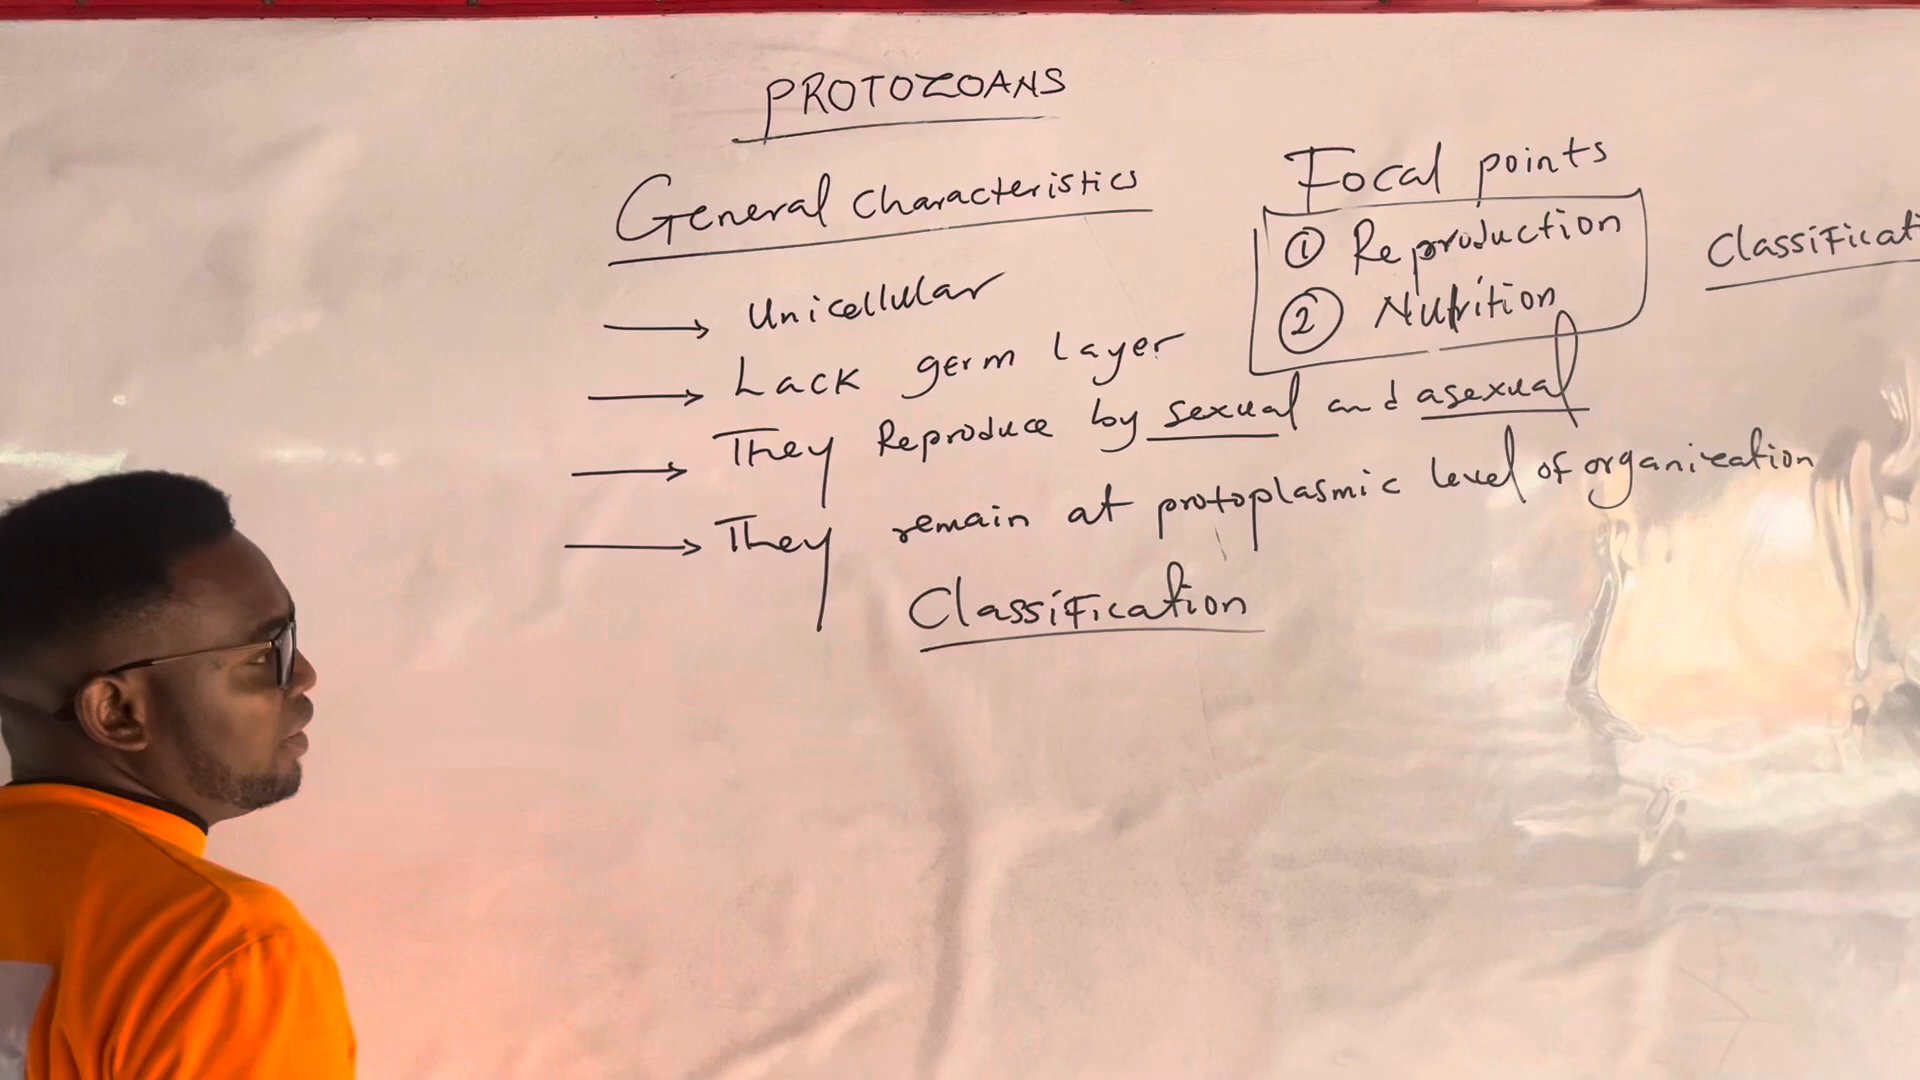 PROTOZOANS
General characteristics
→ Unicellular
→ Lack germ layer
→ They Reproduce by sexual and asexual
→ They remain at protoplasmic level of organization
Classification
Focal points
① Reproduction
② Nutrition
Classificati